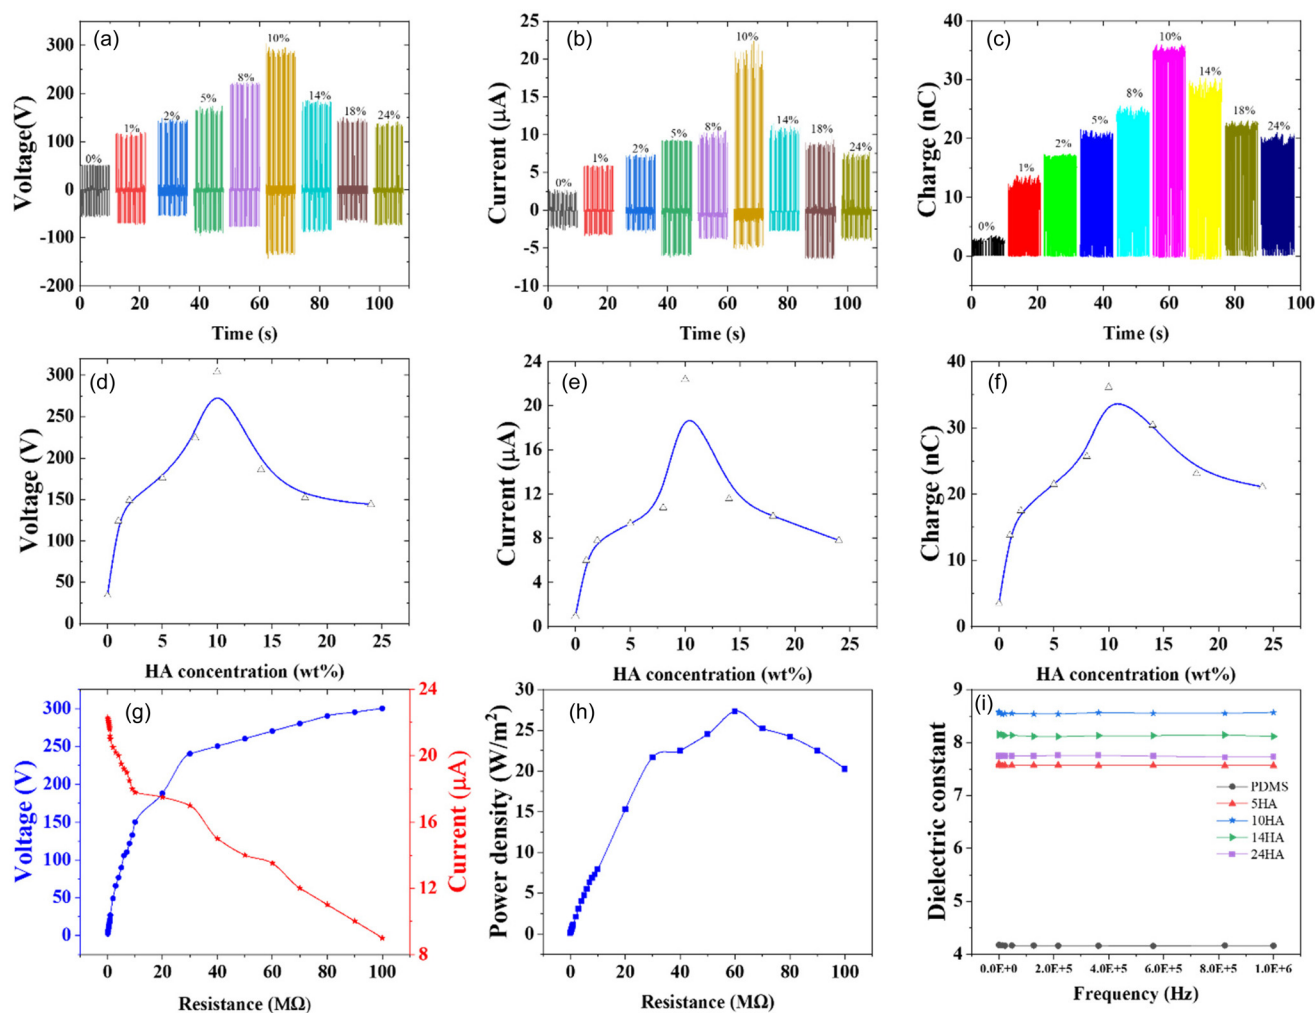 (a)
Voltage(V)
300
200
100
0
-100
-200
0% 1% 2% 5% 8% 10% 14% 18% 24%
0 20 40 60 80 100
Time (s)
(b)
Current (μA)
25
20
15
10
5
0
-5
-10
0% 1% 2% 5% 8% 10% 14% 18% 24%
0 20 40 60 80 100
Time (s)
(c)
Charge (nC)
40
30
20
10
0
0% 1% 2% 5% 8% 10% 14% 18% 24%
0 20 40 60 80 100
Time (s)
(d)
Voltage (V)
300
250
200
150
100
50
0
0 5 10 15 20 25
HA concentration (wt%)
(e)
Current (μA)
24
20
16
12
8
4
0
0 5 10 15 20 25
HA concentration (wt%)
(f)
Charge (nC)
40
30
20
10
0
0 5 10 15 20 25
HA concentration (wt%)
(g)
Voltage (V)
300
250
200
150
100
50
0
24
20
16
12
8
Current (μA)
0 20 40 60 80 100
Resistance (MΩ)
(h)
Power density (W/m²)
30
25
20
15
10
5
0
0 20 40 60 80 100
Resistance (MΩ)
(i)
Dielectric constant
9
8
7
6
5
4
PDMS
5HA
10HA
14HA
24HA
0.0E+0 2.0E+5 4.0E+5 6.0E+5 8.0E+5 1.0E+6
Frequency (Hz)